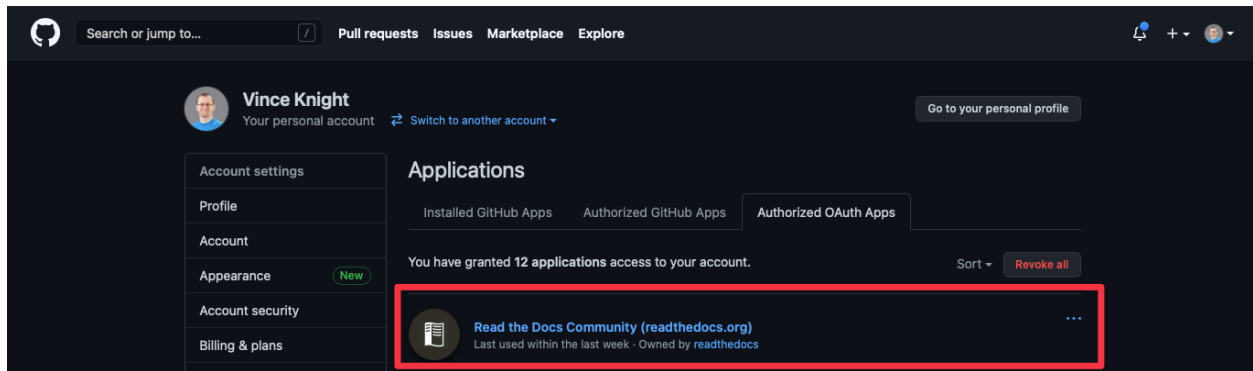 Search or jump to... / Pull requests Issues Marketplace Explore
Vince Knight
Your personal account Switch to another account
Go to your personal profile
Account settings
Profile
Account
Appearance New
Account security
Billing & plans
Applications
Installed GitHub Apps Authorized GitHub Apps Authorized OAuth Apps
You have granted 12 applications access to your account. Sort Revoke all
Read the Docs Community (readthedocs.org)
Last used within the last week · Owned by readthedocs